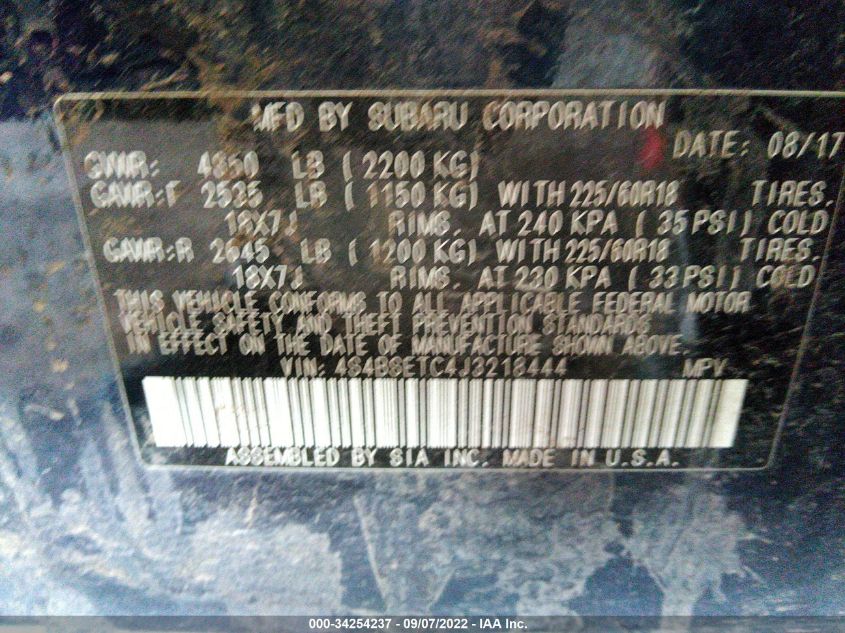 MFD BY SUBARU CORPORATION
DATE: 08/17
GVWR: 4850 LB (2200 KG)
GAWR:F 2535 LB (1150 KG) WITH 225/60R18 TIRES.
18X7J RIMS. AT 240 KPA (35PSI) COLD
GAWR:R 2645 LB (1200 KG) WITH 225/60R18 TIRES.
18X7J RIMS. AT 230 KPA (33PSI) COLD
THIS VEHICLE CONFORMS TO ALL APPLICABLE FEDERAL MOTOR
VEHICLE SAFETY AND THEFT PREVENTION STANDARDS
IN EFFECT ON THE DATE OF MANUFACTURE SHOWN ABOVE.
VIN: 4S4BSETC4J3218444 MPV
ASSEMBLED BY SIA INC. MADE IN U.S.A.
000-34254237 - 09/07/2022 - IAA Inc.